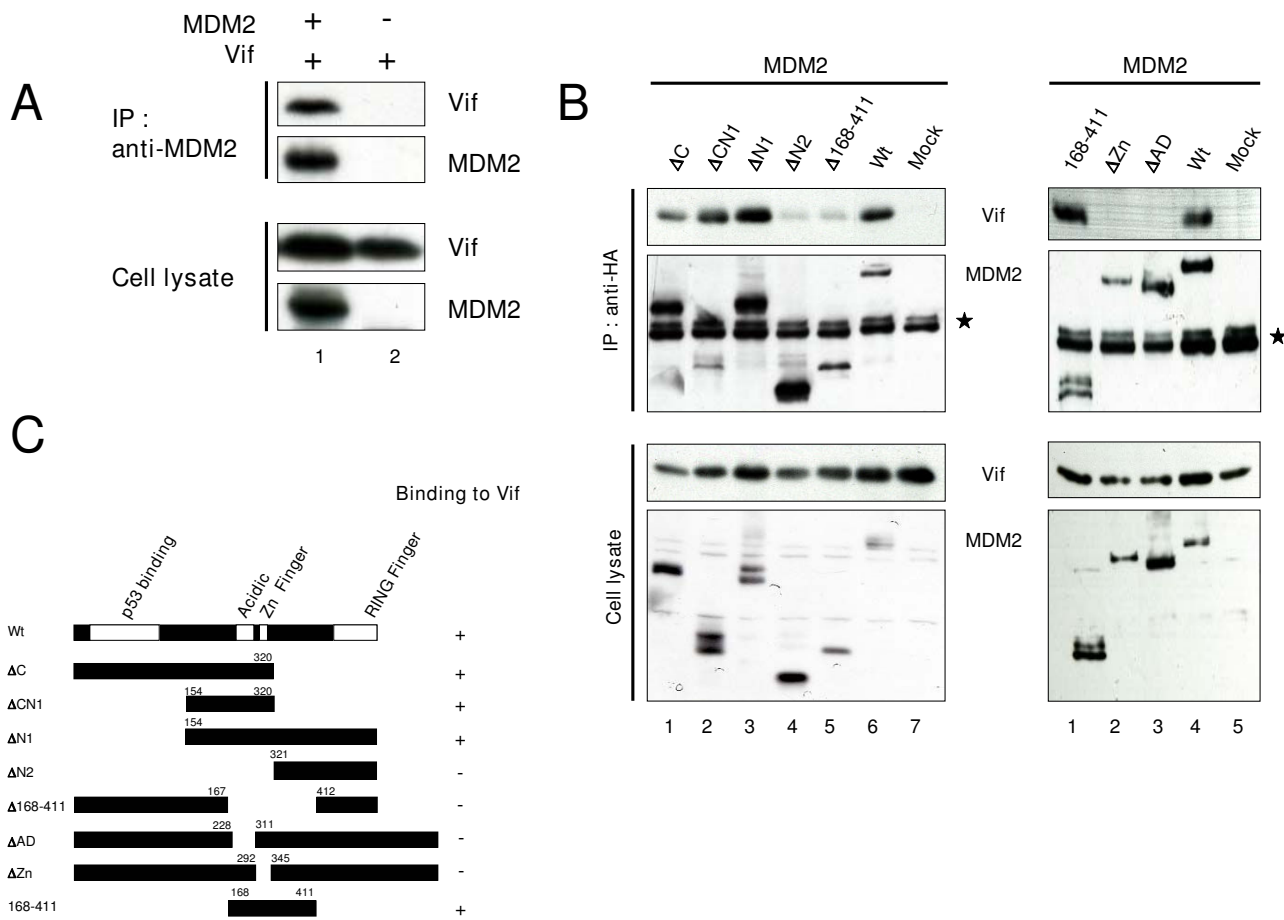 A
MDM2 + -
Vif + +
IP :
anti-MDM2
Vif
MDM2
Cell lysate
Vif
MDM2
1 2
B
MDM2
ΔC ΔCN1 ΔN1 ΔN2 Δ168-411 Wt Mock
MDM2
168-411 ΔZn ΔAD Wt Mock
IP : anti-HA
Vif
MDM2
★ ★
Cell lysate
Vif
MDM2
1 2 3 4 5 6 7
1 2 3 4 5
C
Binding to Vif
p53 binding Acidic Zn Finger RING Finger
Wt +
320
ΔC +
154 320
ΔCN1 +
154
ΔN1 +
321
ΔN2 -
167 412
Δ168-411 -
228 311
ΔAD -
292 345
ΔZn -
168 411
168-411 +